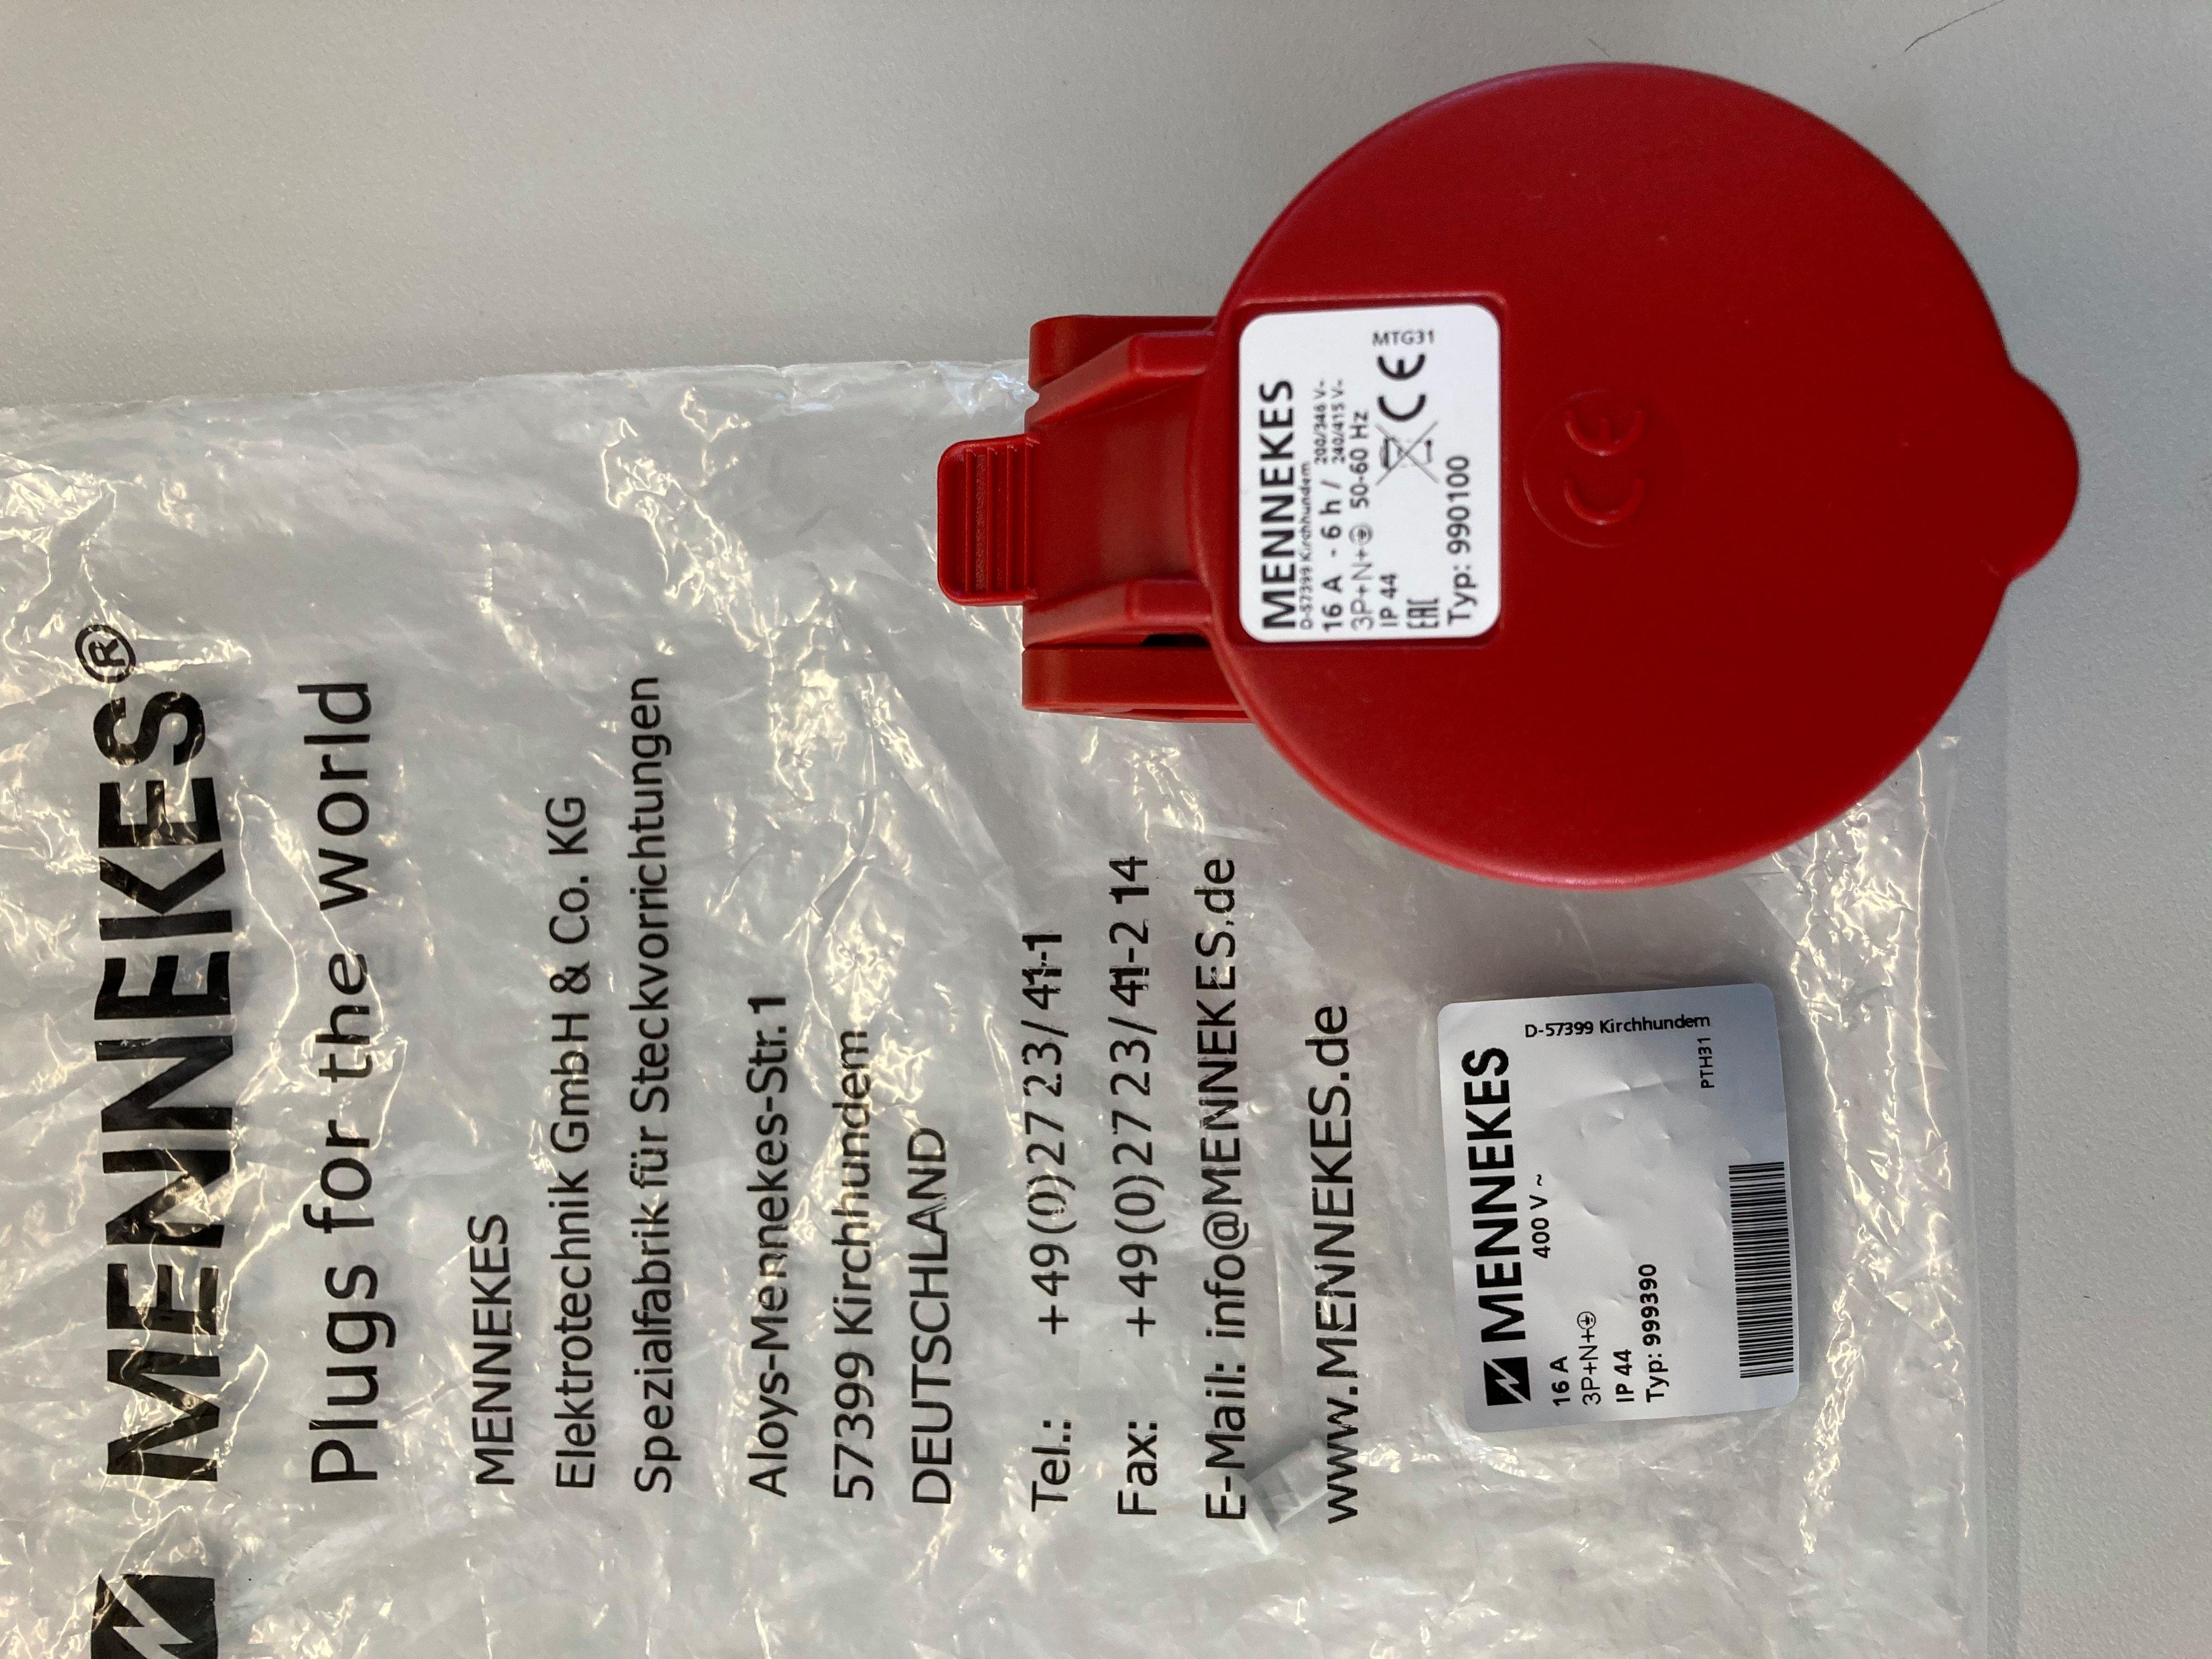 MENNEKES®
Plugs for the world
MENNEKES
Elektrotechnik GmbH & Co. KG
Spezialfabrik für Steckvorrichtungen
Aloys-Mennekes-Str. 1
57399 Kirchhundem
DEUTSCHLAND
Tel.: +49(0)27 23/41-1
Fax: +49(0)27 23/41-2 14
E-Mail: info@MENNEKES.de
www.MENNEKES.de
MENNEKES
D-57399 Kirchhundem
16 A - 6 h / 200/346 V~
240/415 V~
3P+N+⏚ 50-60 Hz
IP 44
EAC CE MTG31
Typ: 990100
CE
MENNEKES
16 A 400 V ~ D-57399 Kirchhundem
3P+N+⏚
IP 44
Typ: 999390 PTH31